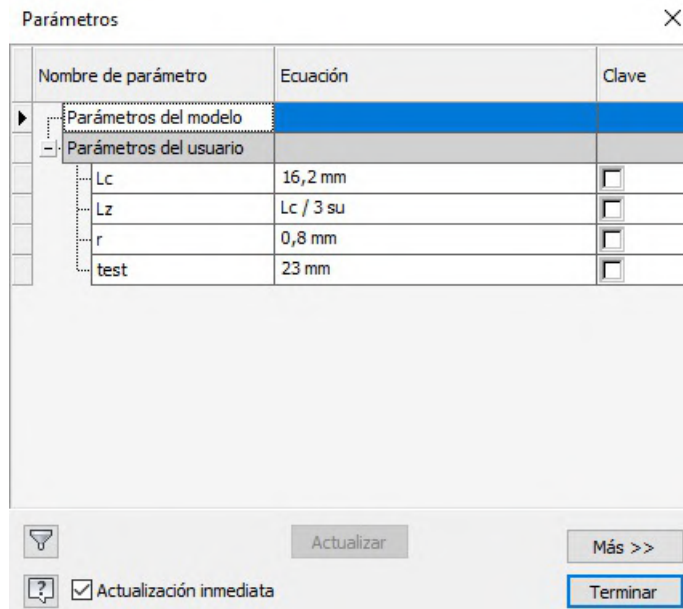 Parámetros
Nombre de parámetro Ecuación Clave
Parámetros del modelo
Parámetros del usuario
Lc 16,2 mm
Lz Lc / 3 su
r 0,8 mm
test 23 mm
Actualizar Más >>
Actualización inmediata Terminar